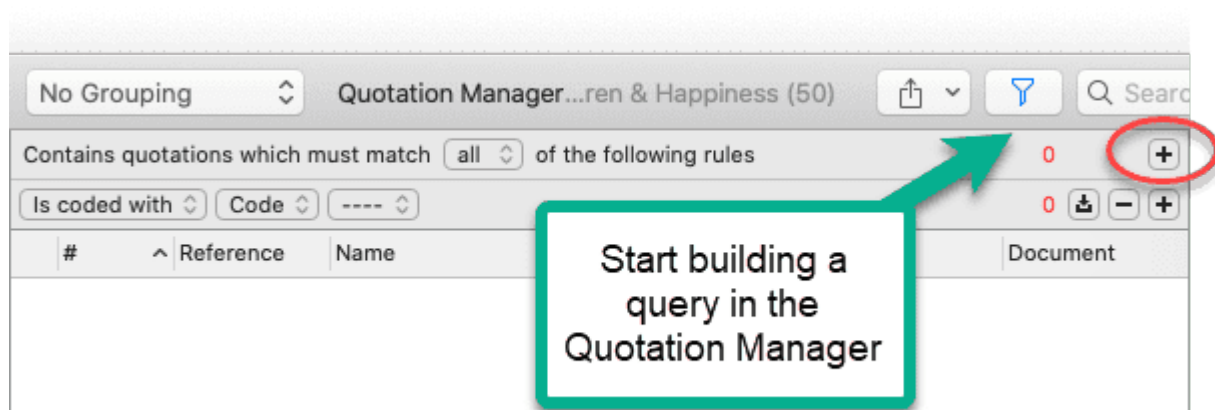 No Grouping Quotation Manager...ren & Happiness (50) Searc
Contains quotations which must match all of the following rules 0 +
Is coded with Code ---- 0 − +
# Reference Name Document
Start building a
query in the
Quotation Manager